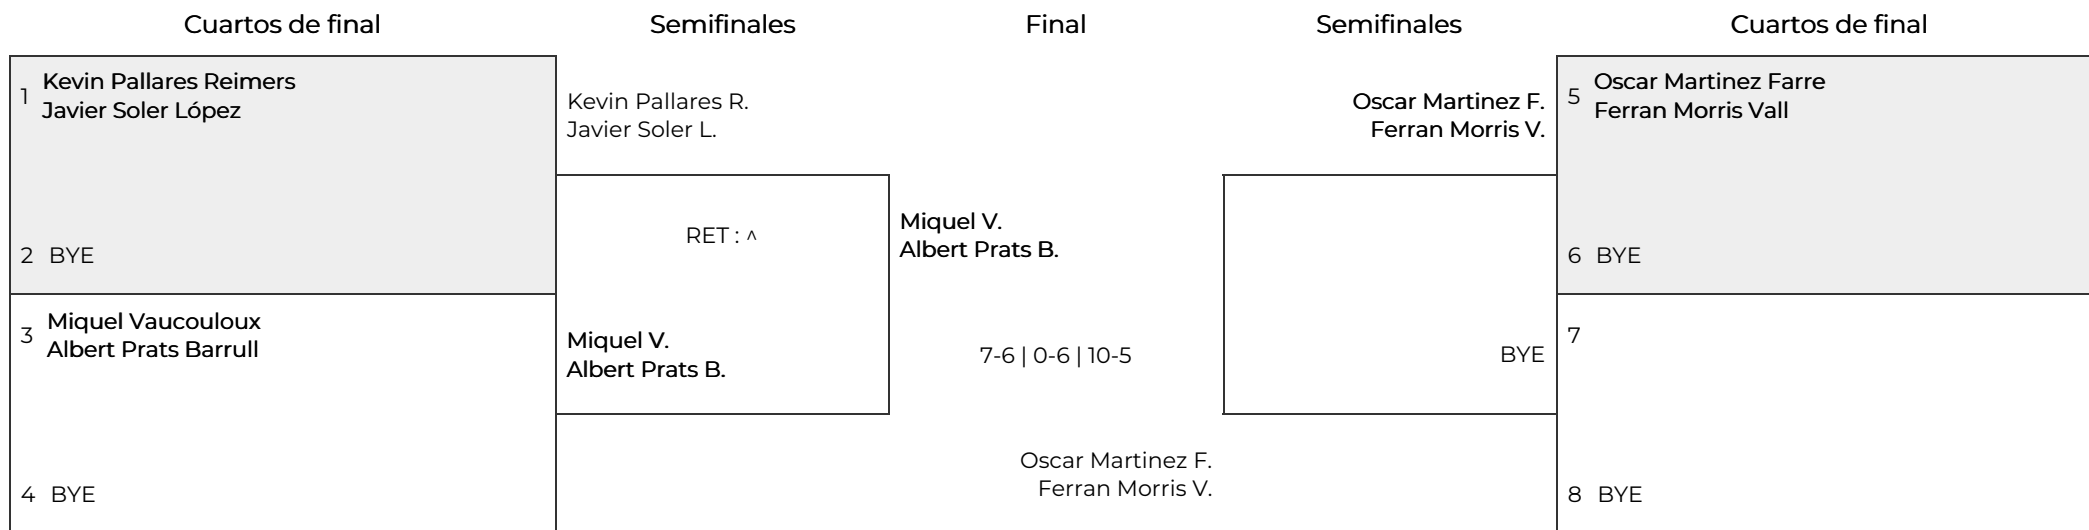 Cuartos de final
Semifinales
Final
Semifinales
Cuartos de final
1
Kevin Pallares Reimers
Javier Soler López
2 BYE
3
Miquel Vaucouloux
Albert Prats Barrull
4 BYE
Kevin Pallares R.
Javier Soler L.
RET : ^
Miquel V.
Albert Prats B.
Miquel V.
Albert Prats B.
7-6 | 0-6 | 10-5
Oscar Martinez F.
Ferran Morris V.
Oscar Martinez F.
Ferran Morris V.
BYE
5
Oscar Martinez Farre
Ferran Morris Vall
6 BYE
7
8 BYE